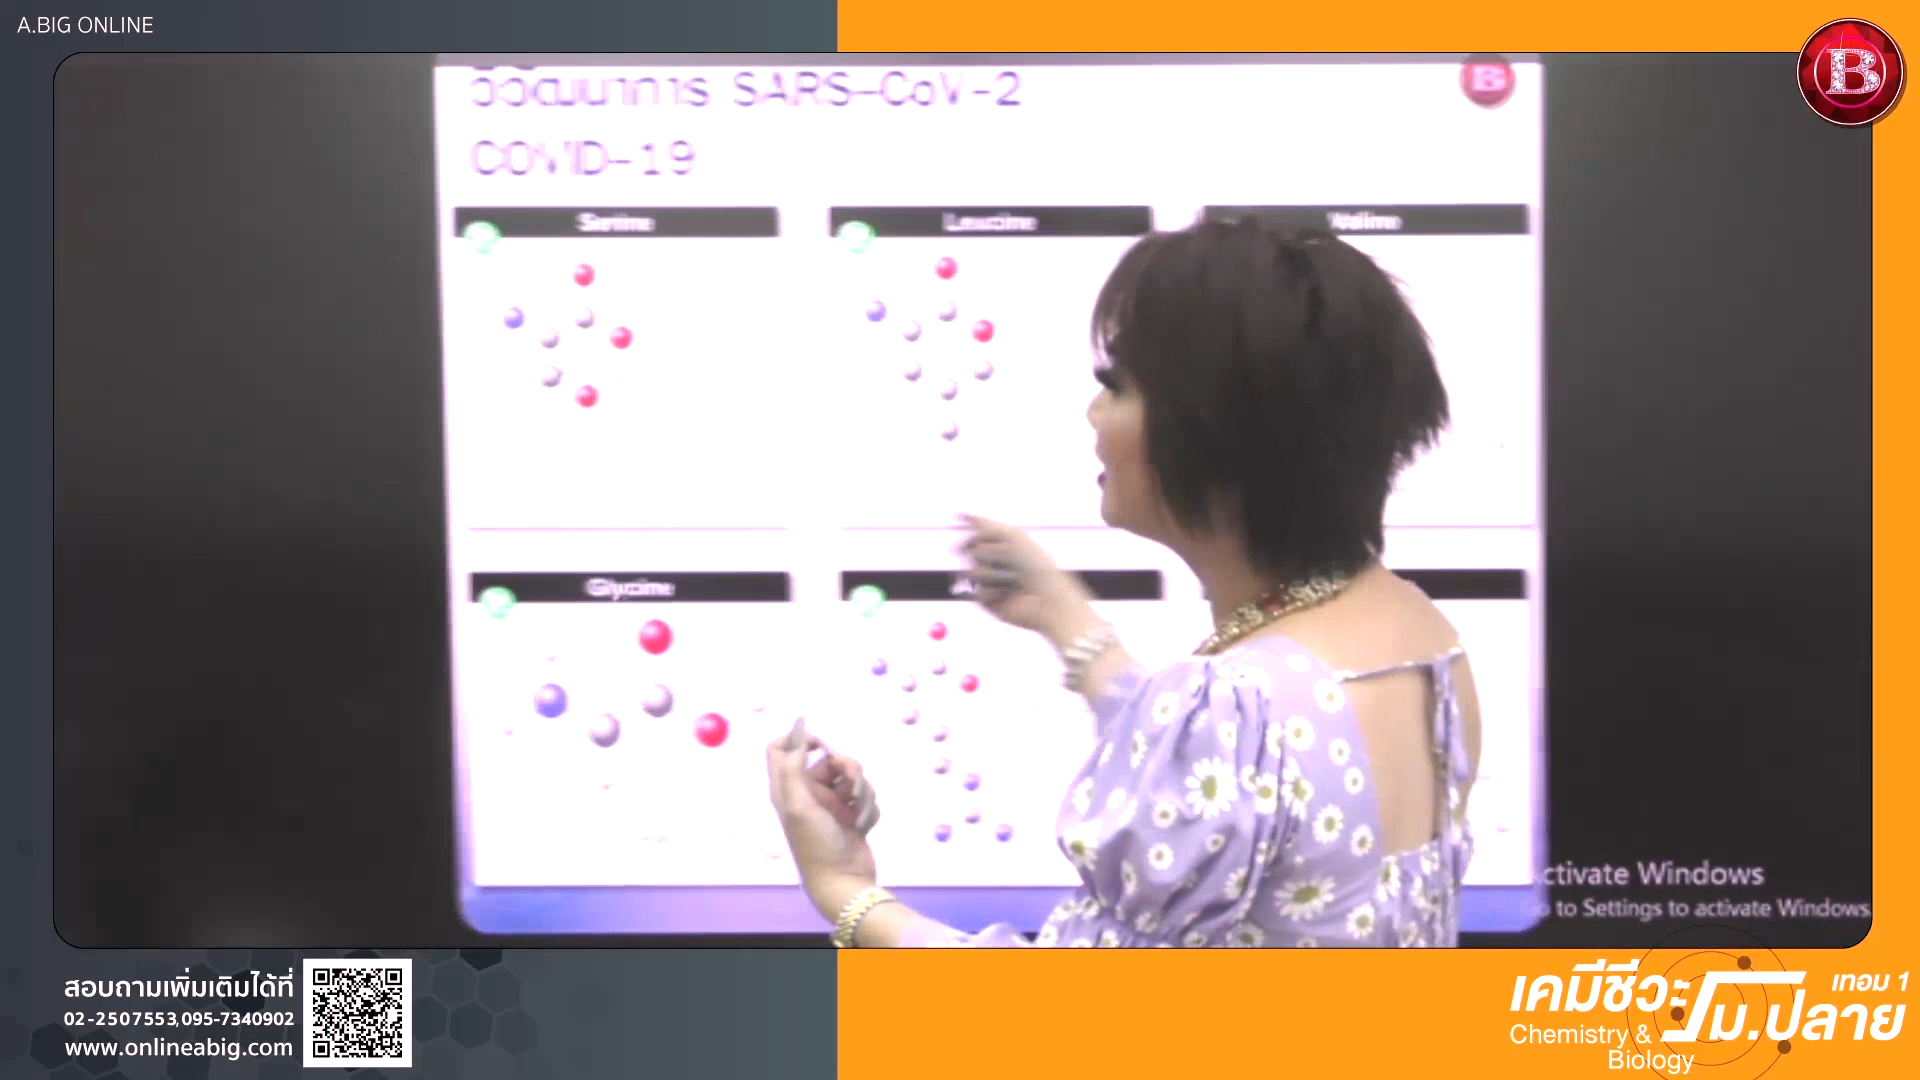 A.BIG ONLINE
B
วิวัฒนาการ SARS-CoV-2
B
COVID-19
Serine
Leucine
Valine
Glycine
Activate Windows
Go to Settings to activate Windows.
สอบถามเพิ่มเติมได้ที่
02-2507553,095-7340902
www.onlineabig.com
เคมีชีวะ ม.ปลาย เทอม 1
Chemistry &
Biology